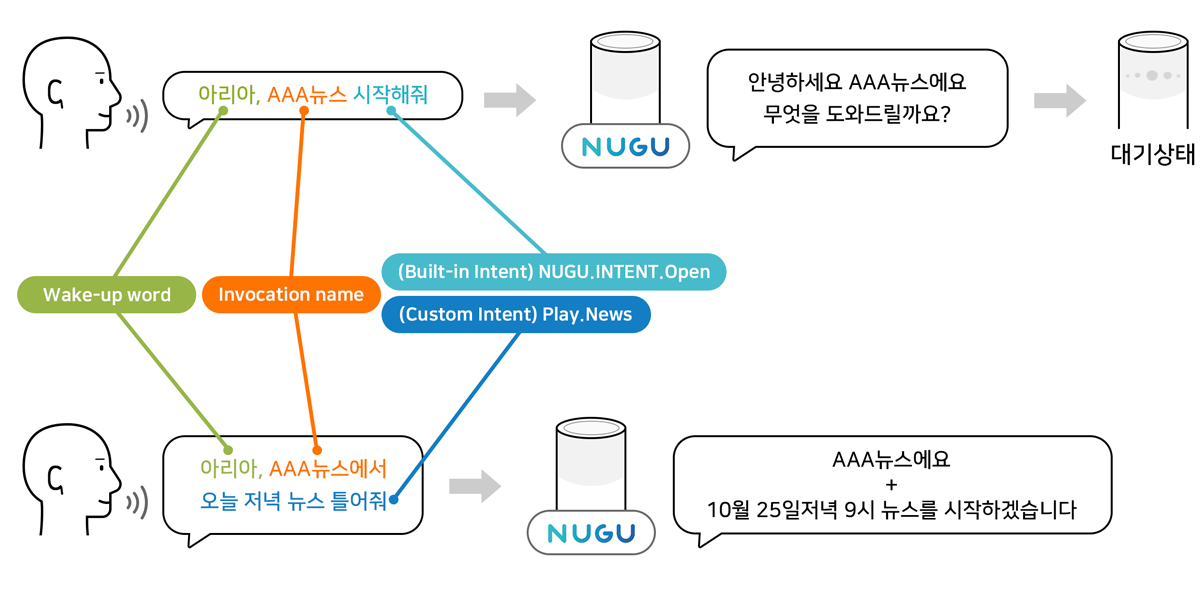 아리아, AAA뉴스 시작해줘
NUGU
안녕하세요 AAA뉴스에요
무엇을 도와드릴까요?
대기상태
Wake-up word
Invocation name
(Built-in Intent) NUGU.INTENT.Open
(Custom Intent) Play.News
아리아, AAA뉴스에서
오늘 저녁 뉴스 틀어줘
NUGU
AAA뉴스에요
+
10월 25일저녁 9시 뉴스를 시작하겠습니다